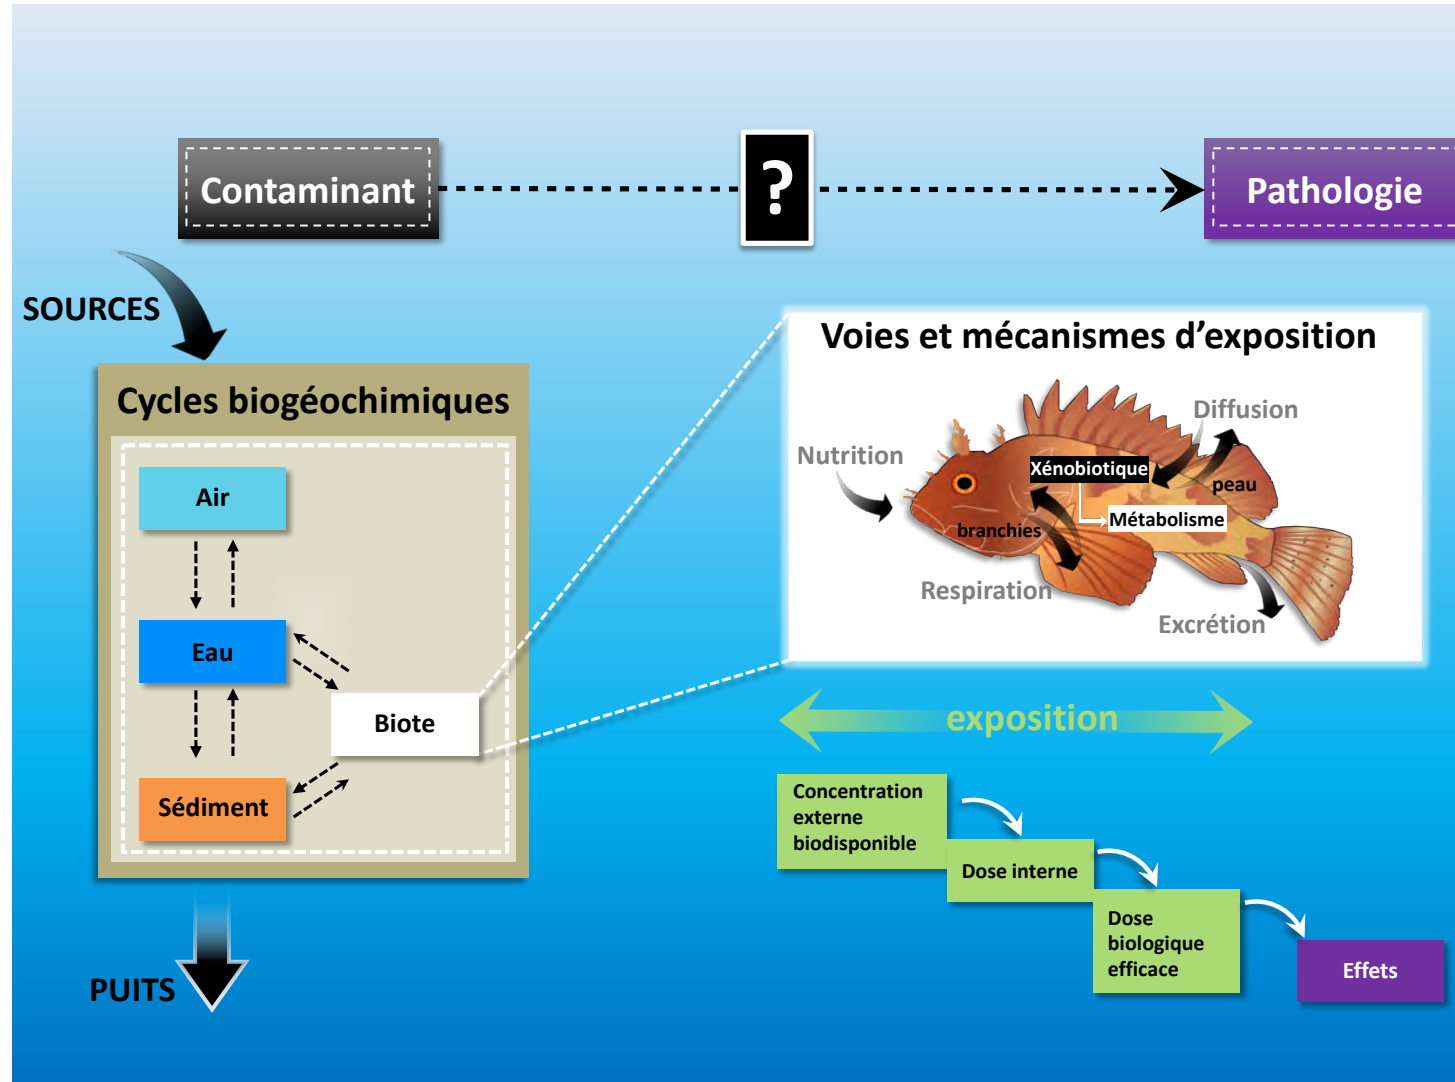 Contaminant
?
Pathologie
SOURCES
Cycles biogéochimiques
Air
Eau
Biote
Sédiment
PUITS
Voies et mécanismes d’exposition
Nutrition
Diffusion
Xénobiotique
peau
Métabolisme
branchies
Respiration
Excrétion
exposition
Concentration
externe
biodisponible
Dose interne
Dose
biologique
efficace
Effets